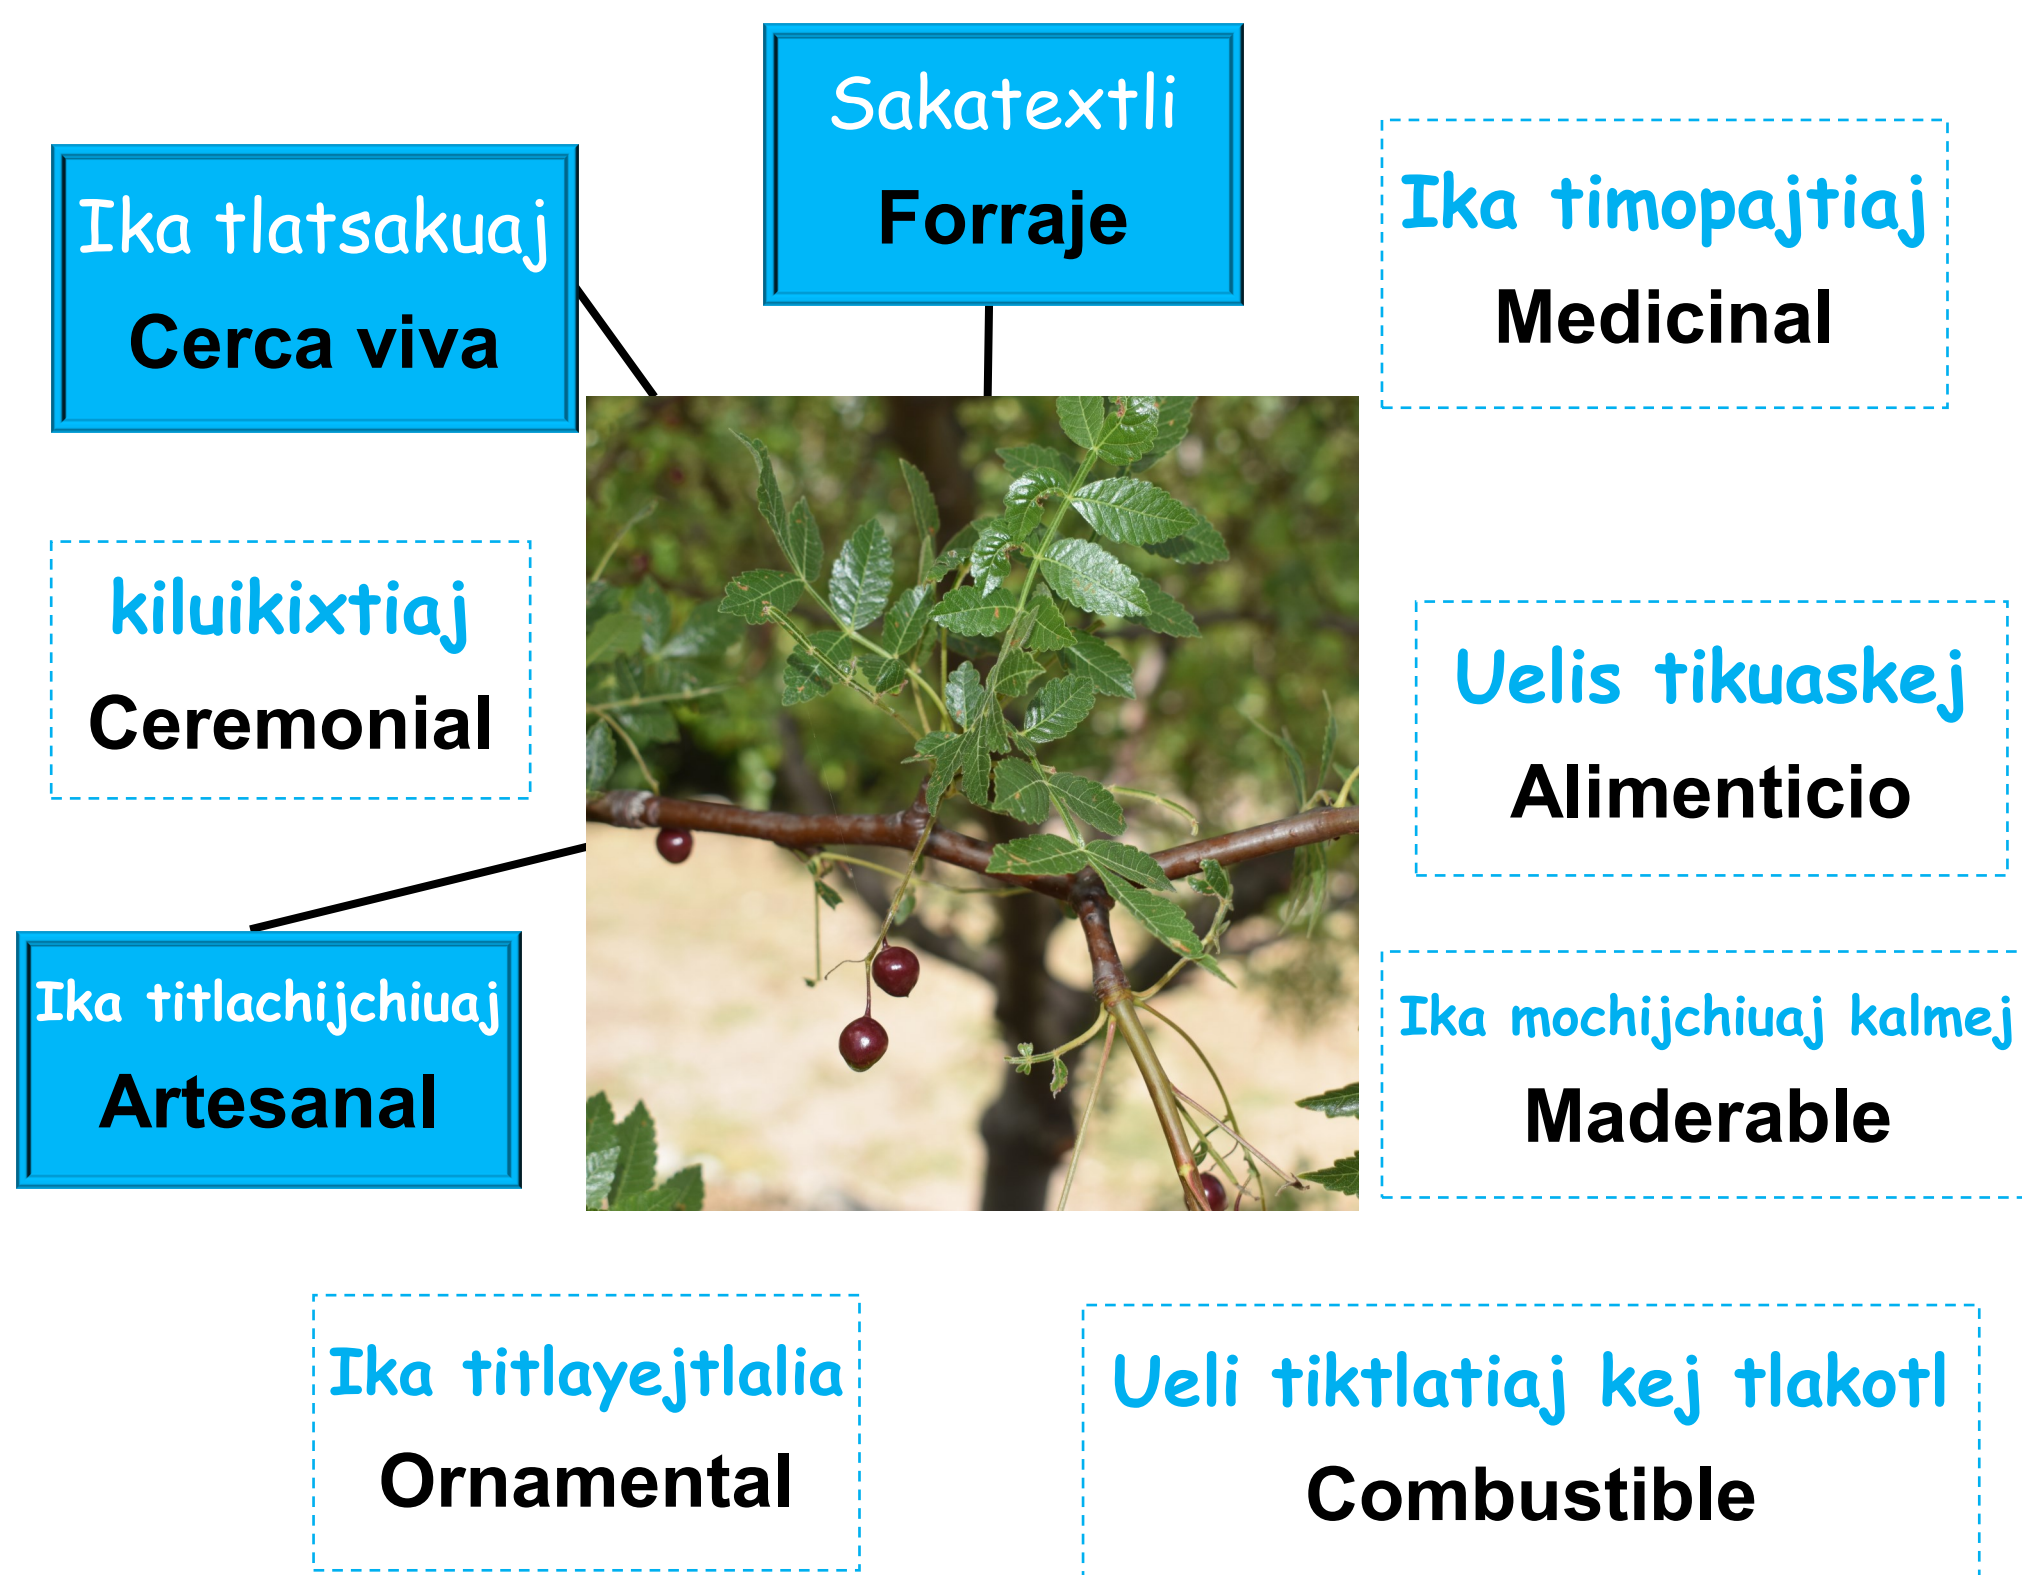 Sakatextli
Forraje
Ika tlatsakuaj
Cerca viva
Ika timopajtiaj
Medicinal
kiluikixtiaj
Ceremonial
Uelis tikuaskej
Alimenticio
Ika titlachijchiuaj
Artesanal
Ika mochijchiuaj kalmej
Maderable
Ika titlayejtlalia
Ornamental
Ueli tiktlatiaj kej tlakotl
Combustible